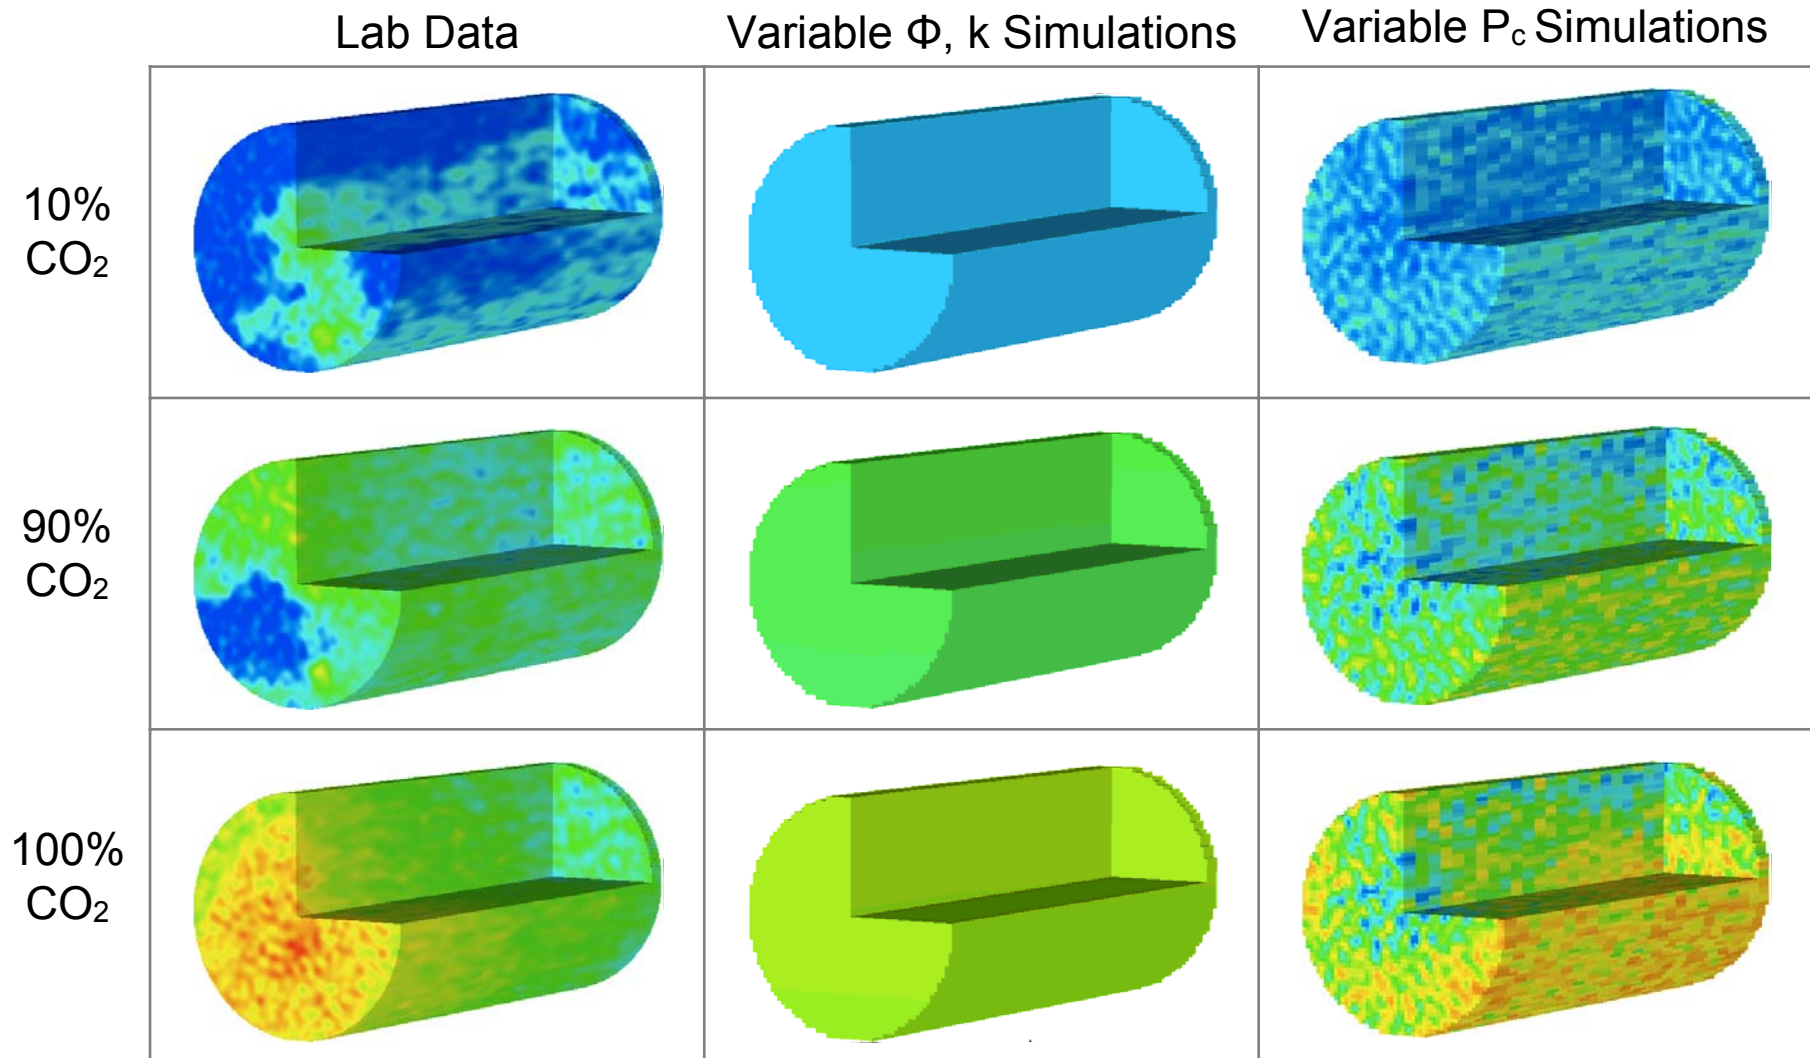 Lab Data
Variable Φ, k Simulations
Variable Pc Simulations
10%
CO2
90%
CO2
100%
CO2